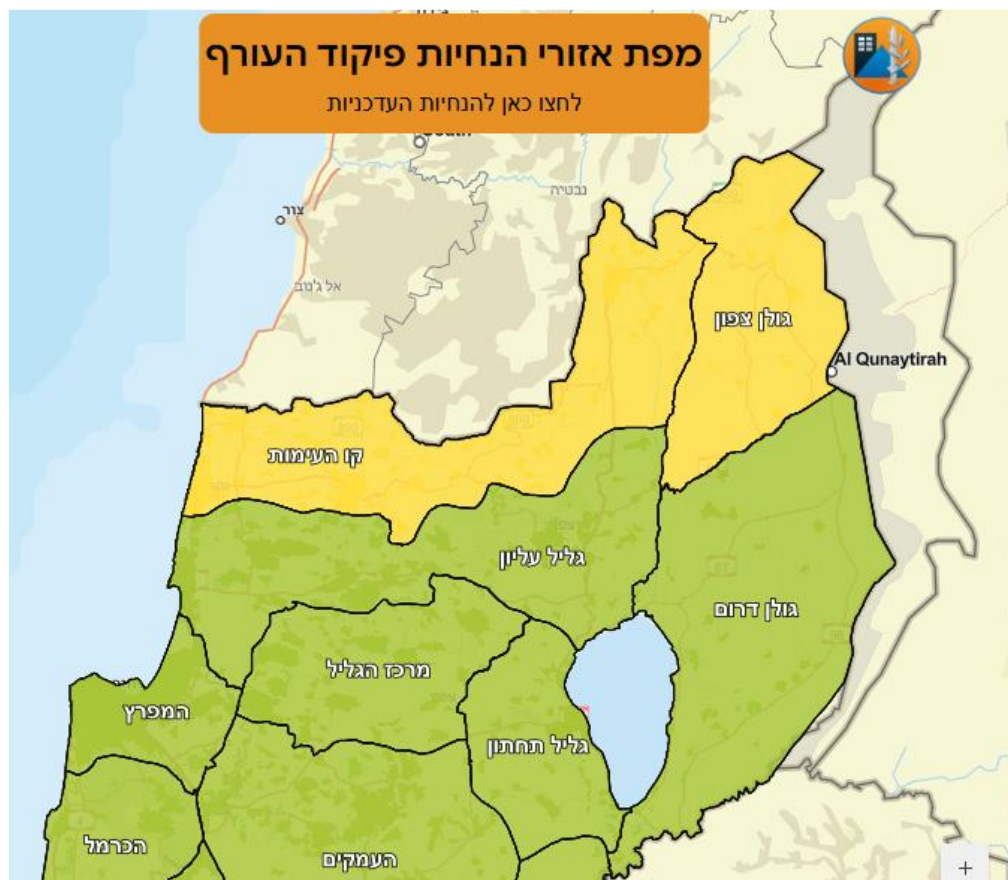 מפת אזורי הנחיות פיקוד העורף
לחצו כאן להנחיות העדכניות
נבטיה
צור
אל ג'נוב
גולן צפון
Al Qunaytirah
קו העימות
גליל עליון
גולן דרום
מרכז הגליל
המפרץ
גליל תחתון
הכרמל
העמקים
+